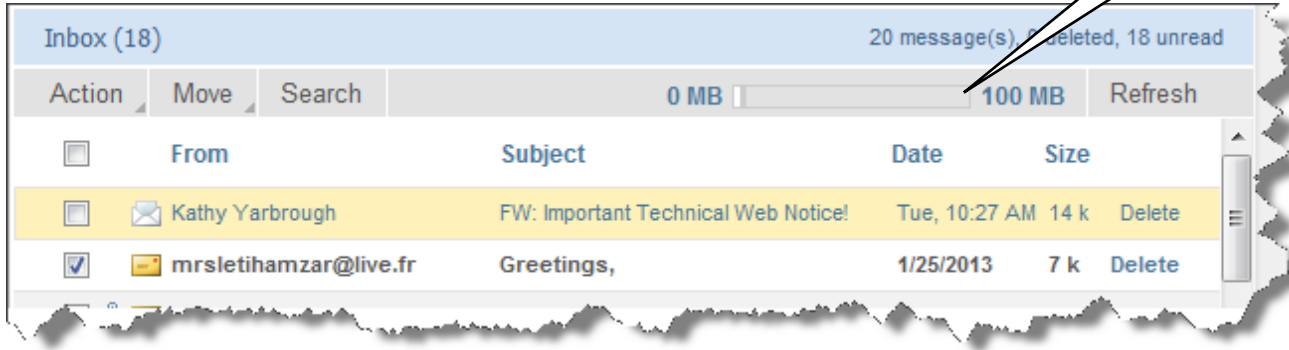 Inbox (18) 20 message(s), 0 deleted, 18 unread
Action Move Search 0 MB 100 MB Refresh
From Subject Date Size
Kathy Yarbrough FW: Important Technical Web Notice! Tue, 10:27 AM 14 k Delete
mrsletihamzar@live.fr Greetings, 1/25/2013 7 k Delete